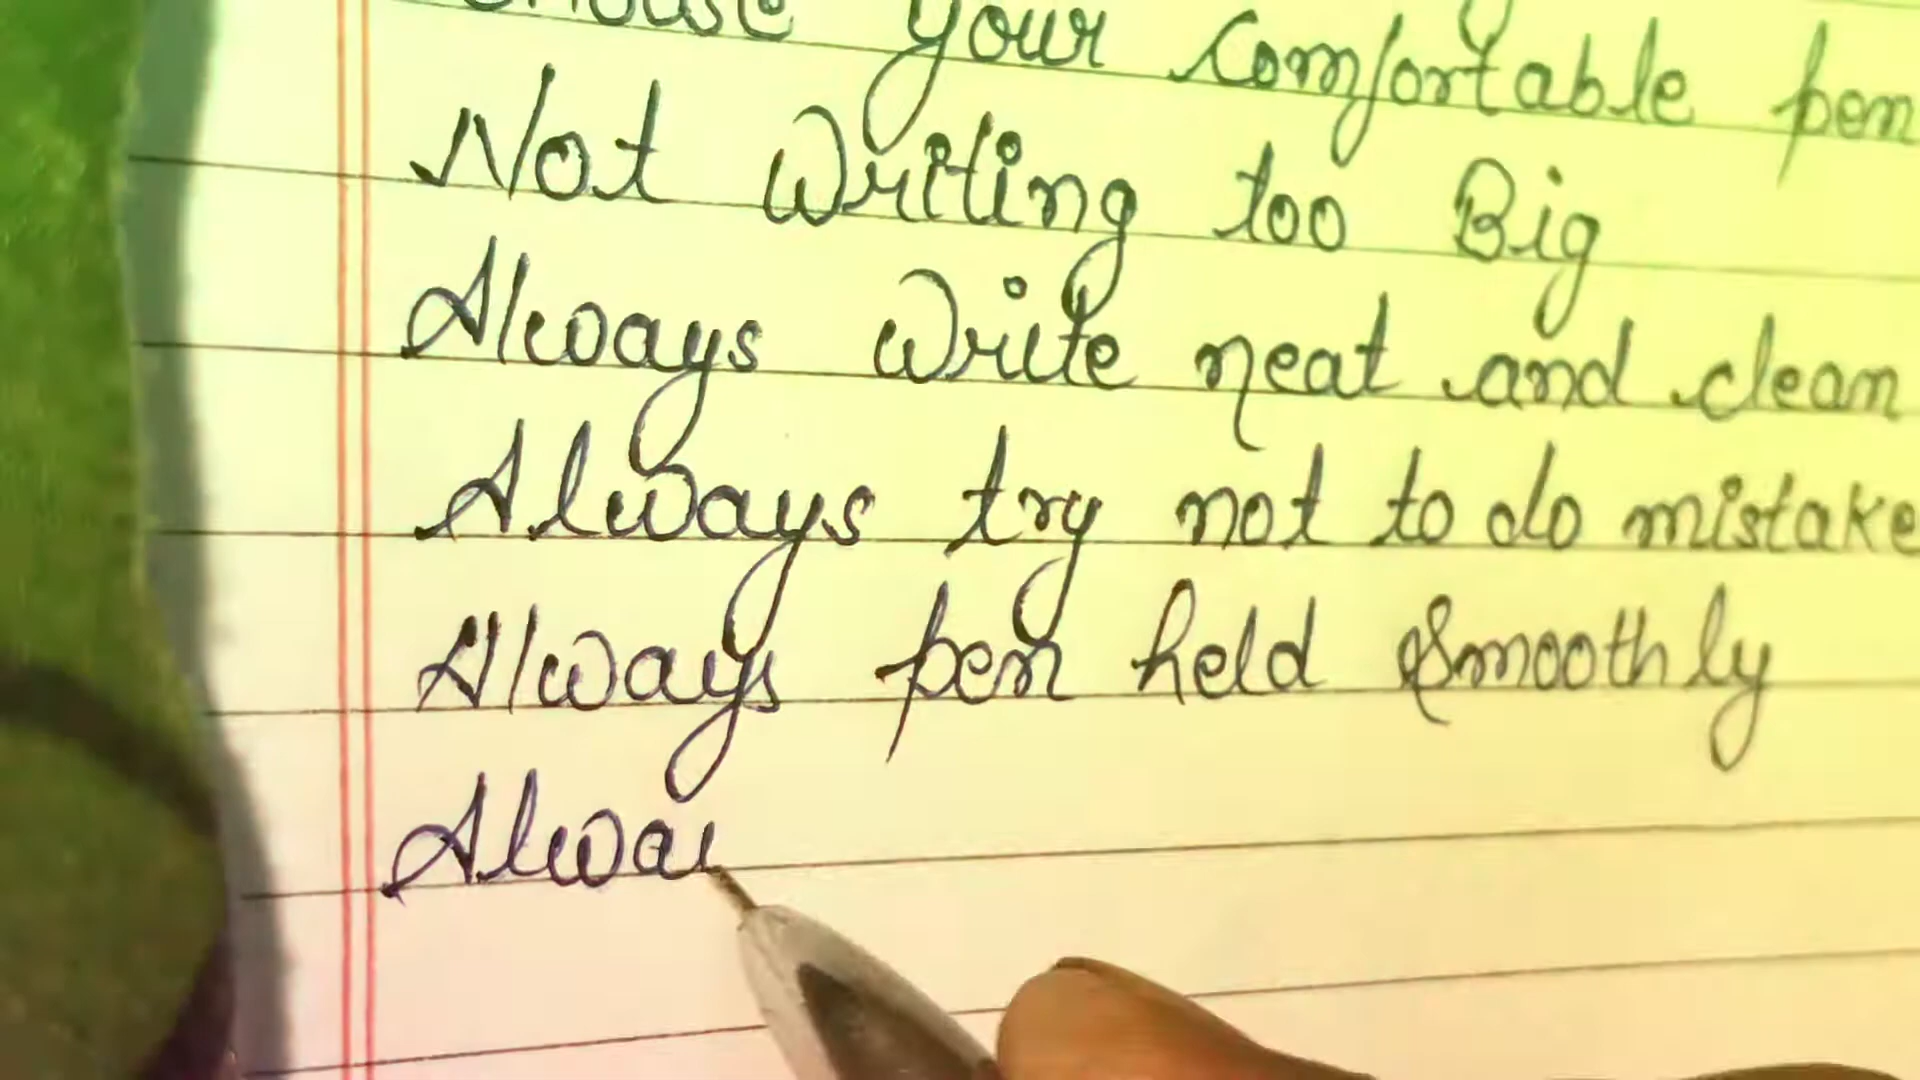 your comfortable pen
Not Writing too Big
Always Write neat and clean
Always try not to do mistake
Always pen held Smoothly
Alwa